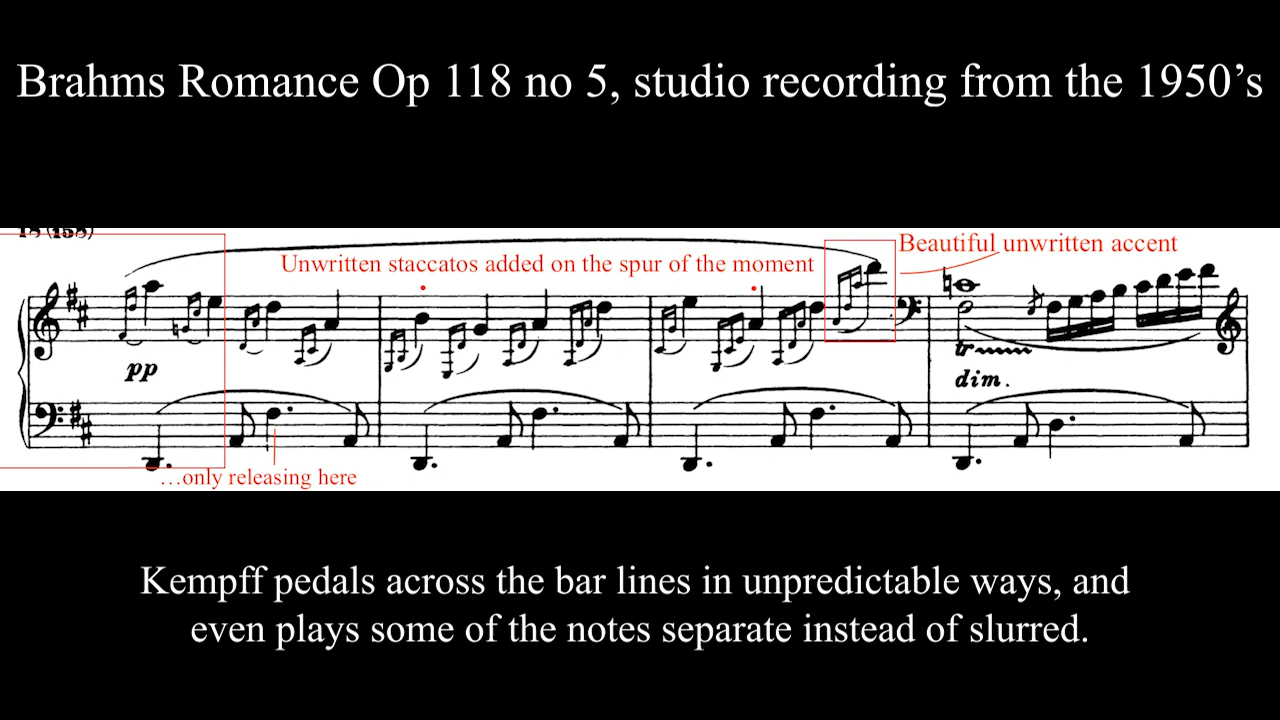 Brahms Romance Op 118 no 5, studio recording from the 1950’s
Beautiful unwritten accent
Unwritten staccatos added on the spur of the moment
pp
tr
dim.
…only releasing here
Kempff pedals across the bar lines in unpredictable ways, and
even plays some of the notes separate instead of slurred.